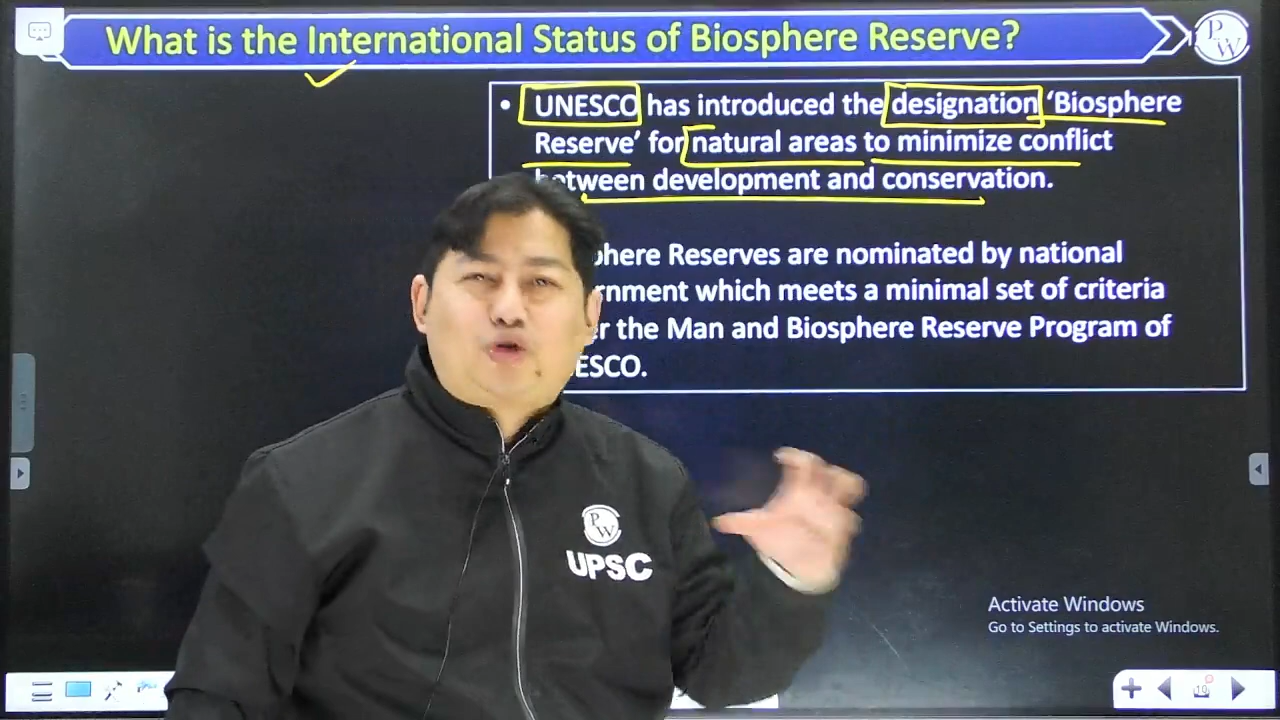 What is the International Status of Biosphere Reserve?
PW
• UNESCO has introduced the designation ‘Biosphere
Reserve’ for natural areas to minimize conflict
between development and conservation.
Reserves are nominated by national
which meets a minimal set of criteria
the Man and Biosphere Reserve Program of
PW
UPSC
Activate Windows
Go to Settings to activate Windows.
10